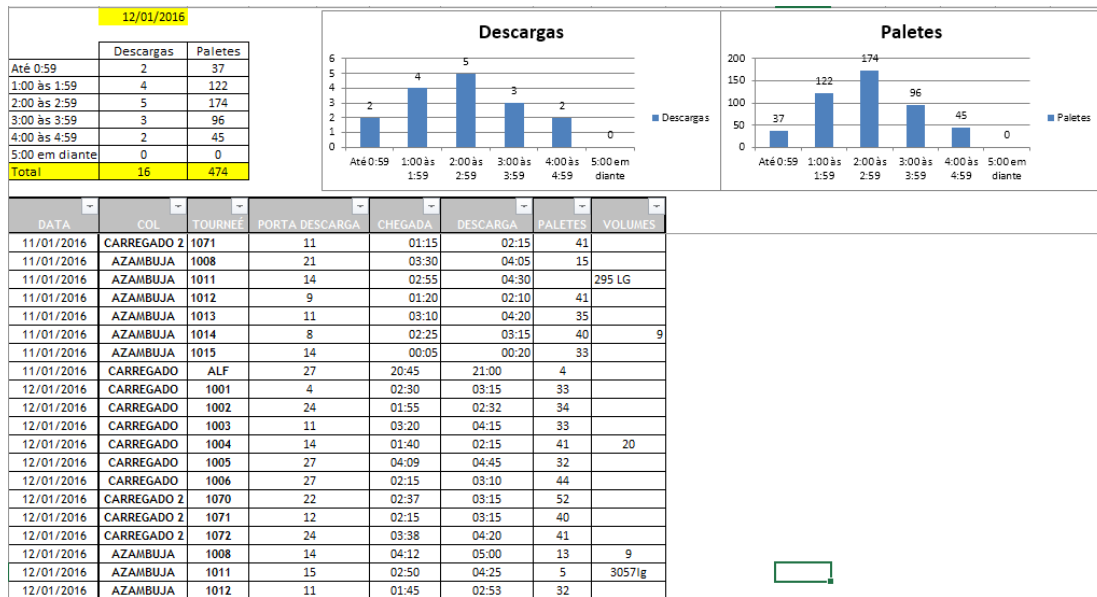 12/01/2016
Descargas Paletes
Até 0:59 2 37
1:00 às 1:59 4 122
2:00 às 2:59 5 174
3:00 às 3:59 3 96
4:00 às 4:59 2 45
5:00 em diante 0 0
Total 16 474
Descargas
6
5
4
3
2
1
0
2 4 5 3 2 0
Até 0:59 1:00 às 2:00 às 3:00 às 4:00 às 5:00 em
1:59 2:59 3:59 4:59 diante
Descargas
Paletes
200
150
100
50
0
37 122 174 96 45 0
Até 0:59 1:00 às 2:00 às 3:00 às 4:00 às 5:00 em
1:59 2:59 3:59 4:59 diante
Paletes
DATA COL TOURNEÉ PORTA DESCARGA CHEGADA DESCARGA PALETES VOLUMES
11/01/2016 CARREGADO 2 1071 11 01:15 02:15 41
11/01/2016 AZAMBUJA 1008 21 03:30 04:05 15
11/01/2016 AZAMBUJA 1011 14 02:55 04:30 295 LG
11/01/2016 AZAMBUJA 1012 9 01:20 02:10 41
11/01/2016 AZAMBUJA 1013 11 03:10 04:20 35
11/01/2016 AZAMBUJA 1014 8 02:25 03:15 40 9
11/01/2016 AZAMBUJA 1015 14 00:05 00:20 33
11/01/2016 CARREGADO ALF 27 20:45 21:00 4
12/01/2016 CARREGADO 1001 4 02:30 03:15 33
12/01/2016 CARREGADO 1002 24 01:55 02:32 34
12/01/2016 CARREGADO 1003 11 03:20 04:15 33
12/01/2016 CARREGADO 1004 14 01:40 02:15 41 20
12/01/2016 CARREGADO 1005 27 04:09 04:45 32
12/01/2016 CARREGADO 1006 27 02:15 03:10 44
12/01/2016 CARREGADO 2 1070 22 02:37 03:15 52
12/01/2016 CARREGADO 2 1071 12 02:15 03:15 40
12/01/2016 CARREGADO 2 1072 24 03:38 04:20 41
12/01/2016 AZAMBUJA 1008 14 04:12 05:00 13 9
12/01/2016 AZAMBUJA 1011 15 02:50 04:25 5 3057lg
12/01/2016 AZAMBUJA 1012 11 01:45 02:53 32